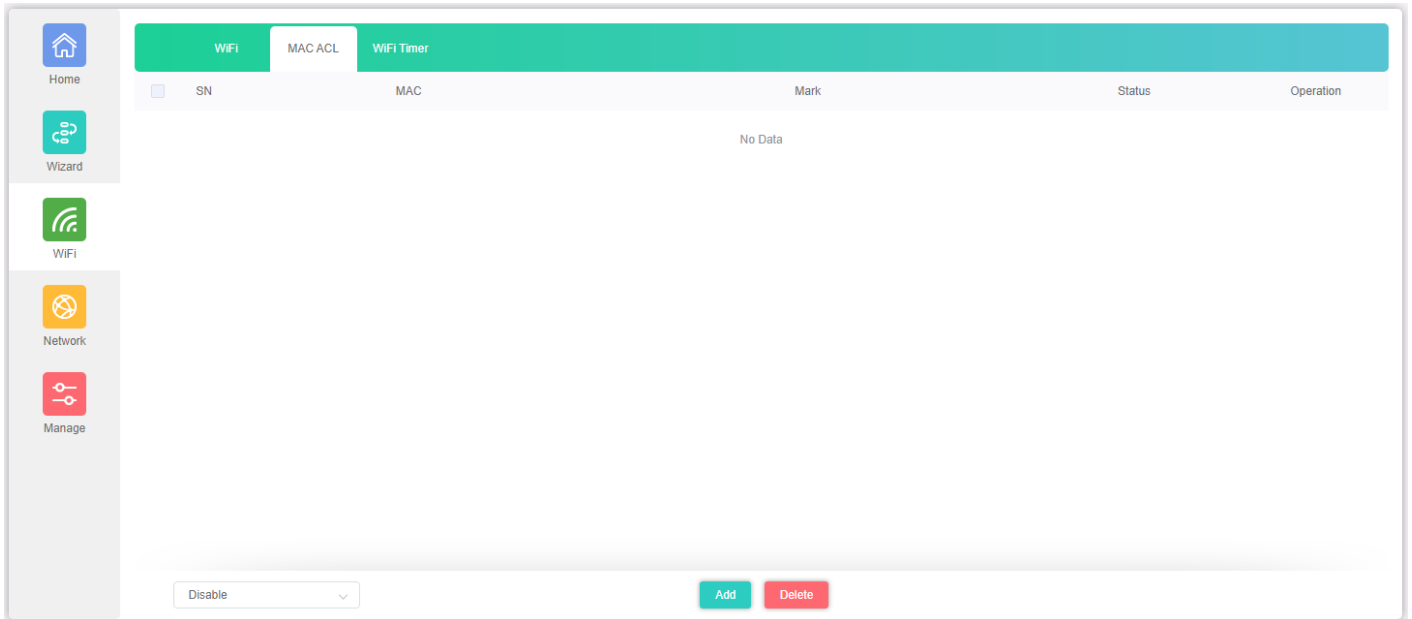 Home
Wizard
WiFi
Network
Manage
WiFi MAC ACL WiFi Timer
SN MAC Mark Status Operation
No Data
Disable Add Delete